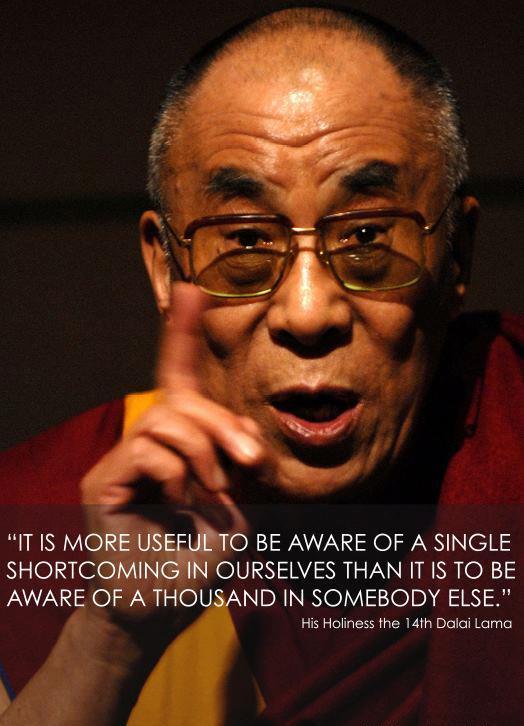 “IT IS MORE USEFUL TO BE AWARE OF A SINGLE
SHORTCOMING IN OURSELVES THAN IT IS TO BE
AWARE OF A THOUSAND IN SOMEBODY ELSE.”
His Holiness the 14th Dalai Lama